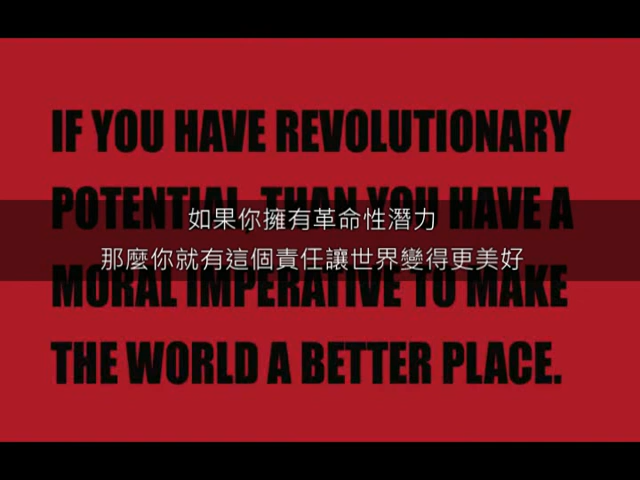 IF YOU HAVE REVOLUTIONARY
POTENTIAL, THAN YOU HAVE A
如果你擁有革命性潛力
那麼你就有這個責任讓世界變得更美好
MORAL IMPERATIVE TO MAKE
THE WORLD A BETTER PLACE.